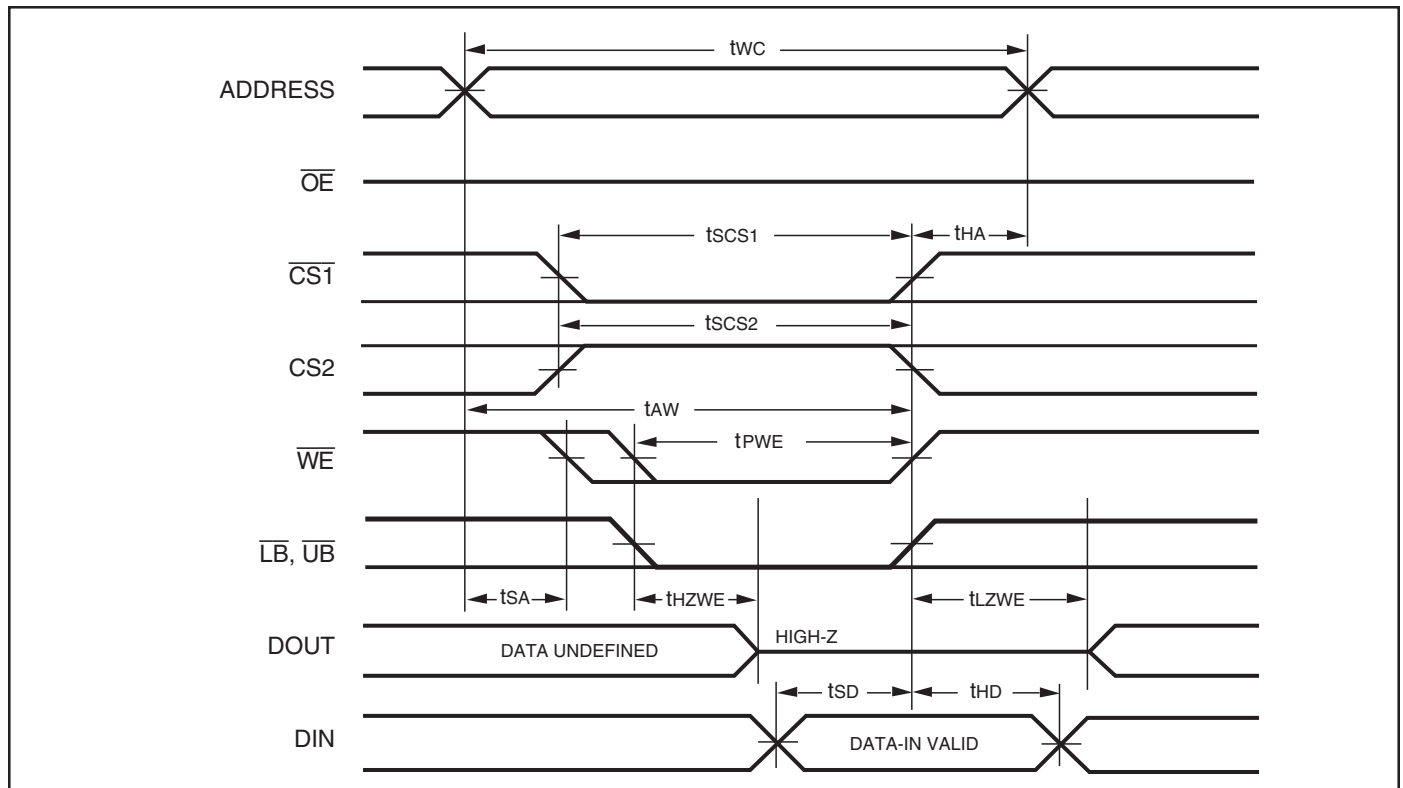 tWC
ADDRESS
OE
tSCS1
tHA
CS1
tSCS2
CS2
tAW
tPWE
WE
LB, UB
tSA
tHZWE
tLZWE
DOUT
DATA UNDEFINED
HIGH-Z
tSD
tHD
DIN
DATA-IN VALID